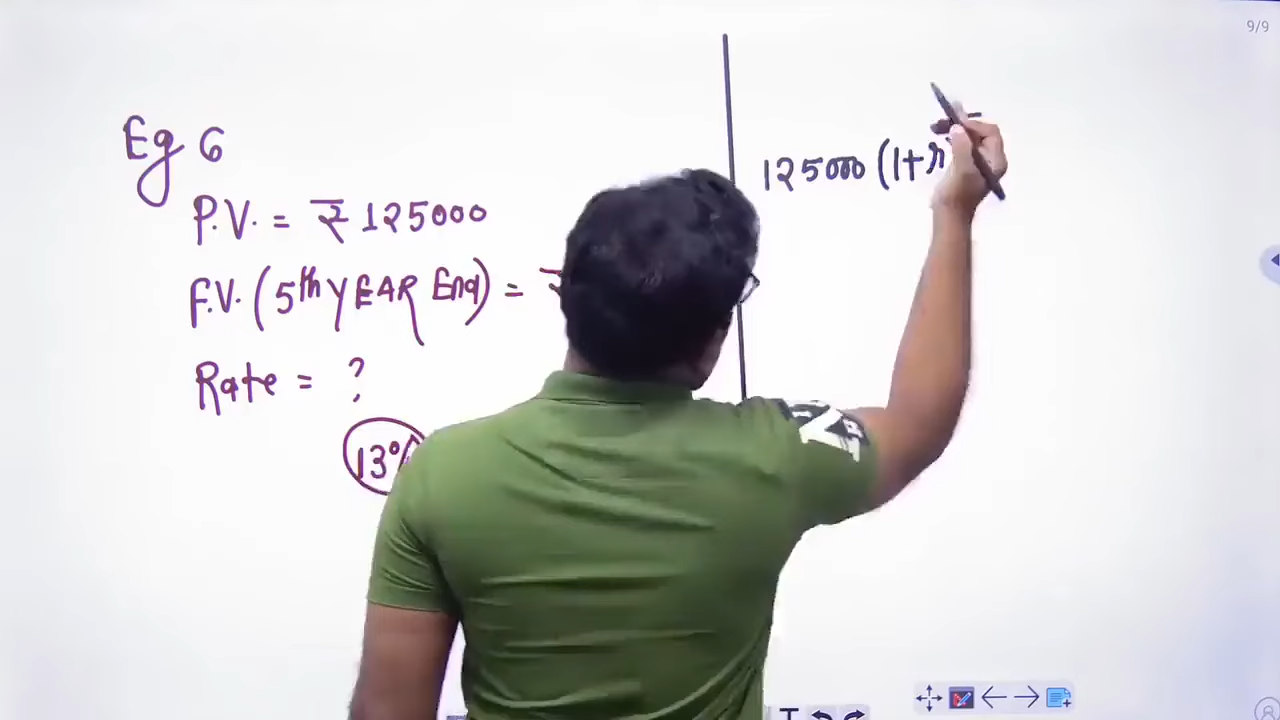 9/9
Eg 6
P.V. = ₹ 125000
125000 (1+r
F.V. (5th YEAR End) = ₹
Rate = ?
13%